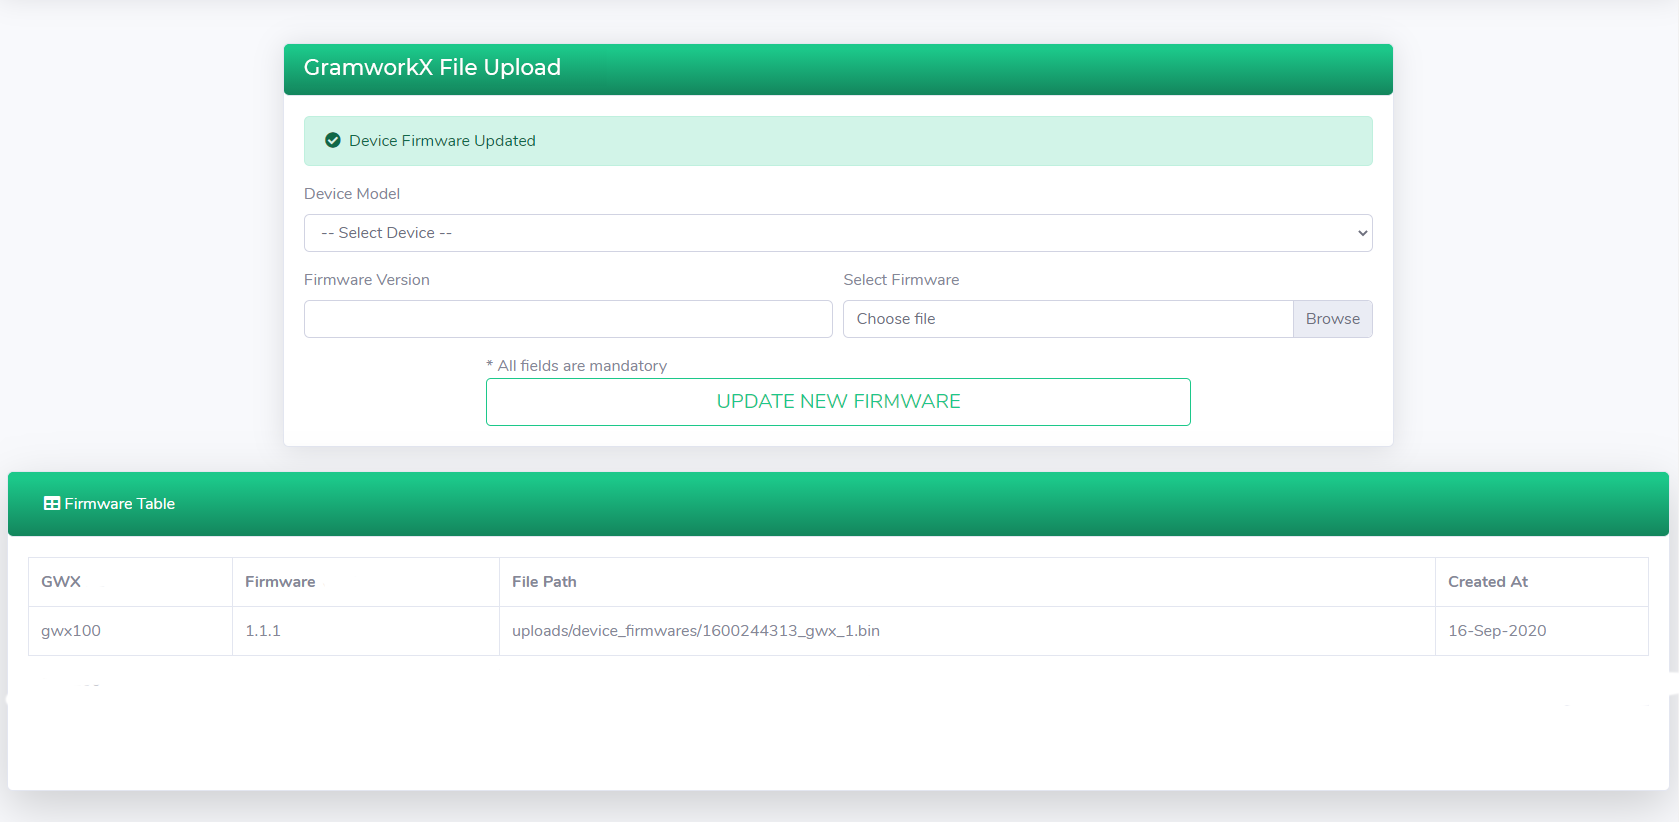 GramworkX File Upload
Device Firmware Updated
Device Model
-- Select Device --
Firmware Version Select Firmware
Choose file Browse
* All fields are mandatory
UPDATE NEW FIRMWARE
Firmware Table
GWX Firmware File Path Created At
gwx100 1.1.1 uploads/device_firmwares/1600244313_gwx_1.bin 16-Sep-2020